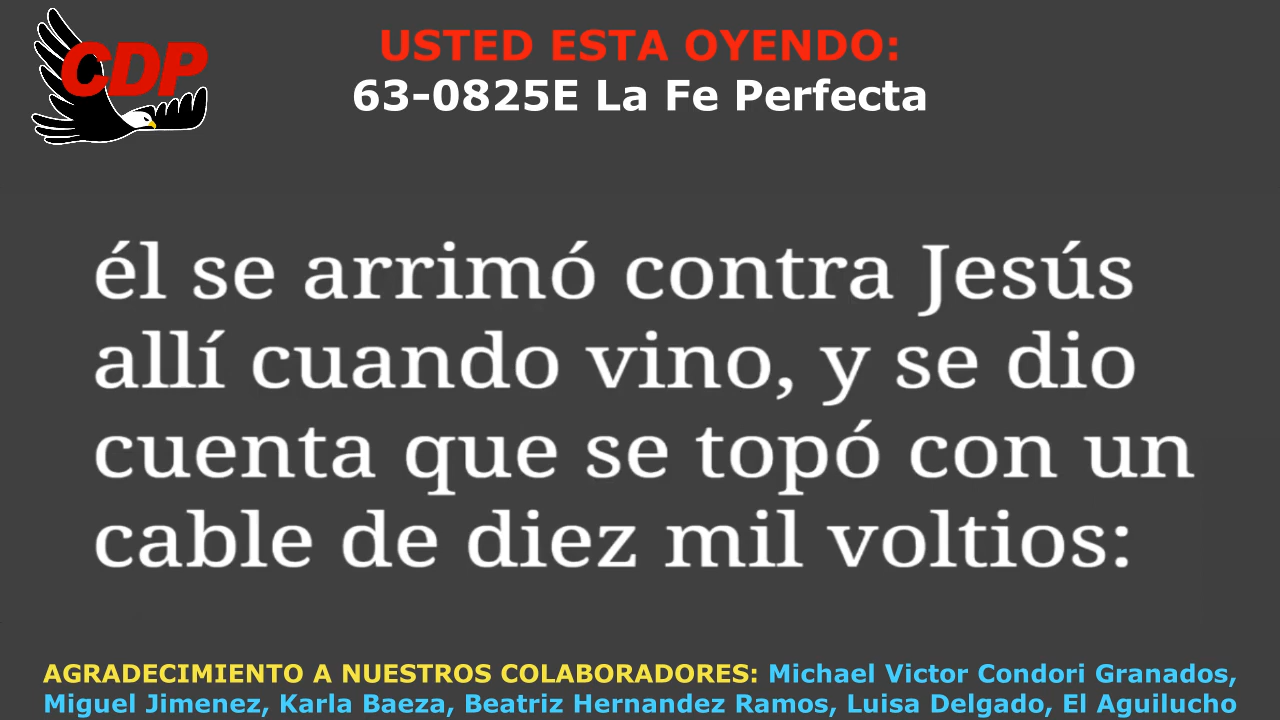 CDP
USTED ESTA OYENDO:
63-0825E La Fe Perfecta
él se arrimó contra Jesús
allí cuando vino, y se dio
cuenta que se topó con un
cable de diez mil voltios:
AGRADECIMIENTO A NUESTROS COLABORADORES: Michael Victor Condori Granados,
Miguel Jimenez, Karla Baeza, Beatriz Hernandez Ramos, Luisa Delgado, El Aguilucho